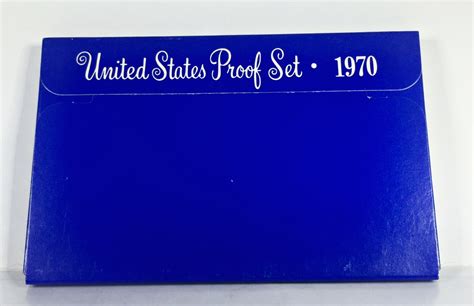 United States Proof Set • 1970